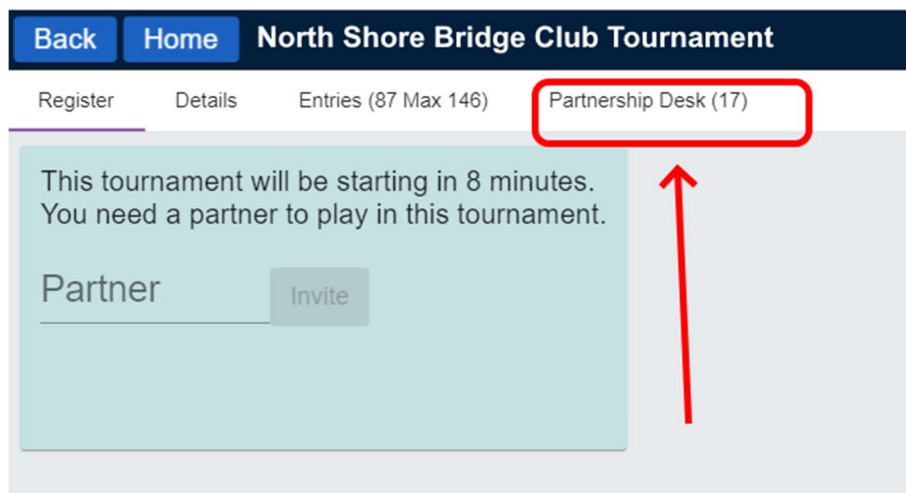 Back Home North Shore Bridge Club Tournament
Register Details Entries (87 Max 146) Partnership Desk (17)
This tournament will be starting in 8 minutes.
You need a partner to play in this tournament.
Partner Invite